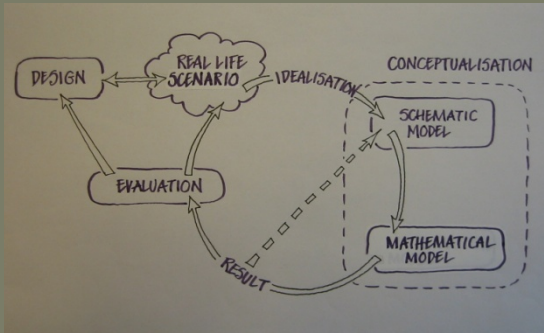 REAL LIFE
SCENARIO
DESIGN
IDEALISATION
CONCEPTUALISATION
SCHEMATIC
MODEL
EVALUATION
MATHEMATICAL
MODEL
RESULT